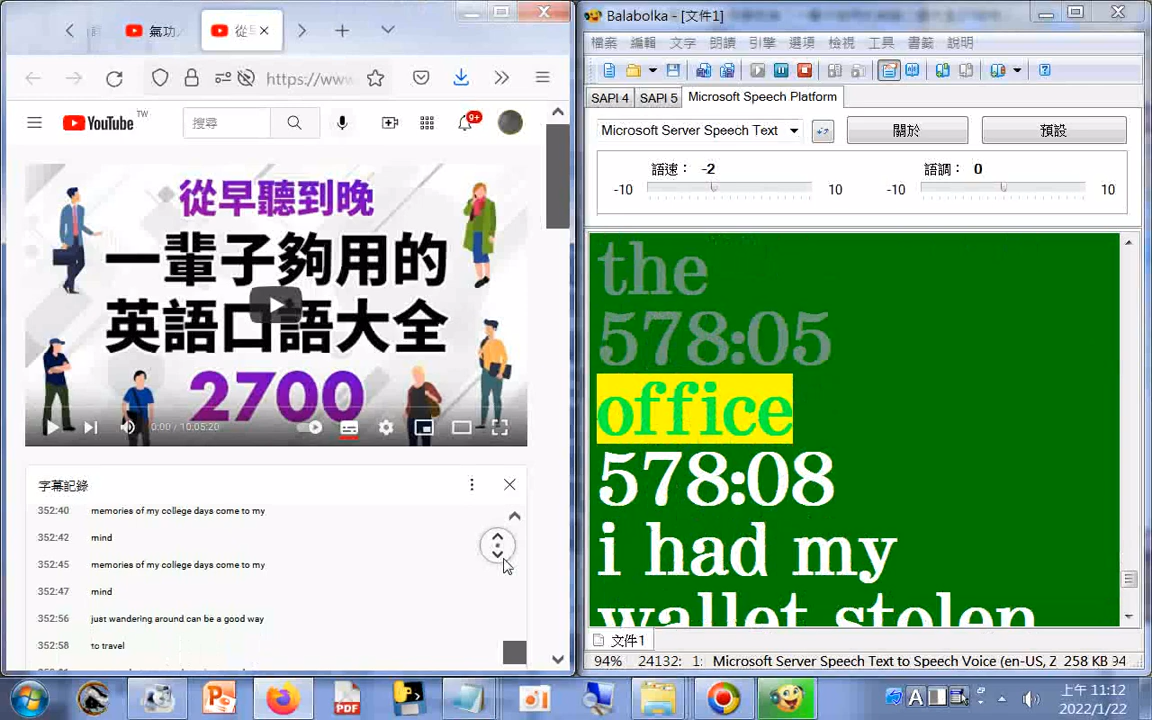 氣功
從
https://www
YouTube TW
搜尋
9+
從早聽到晚
一輩子夠用的
英語口語大全
2700
0:00 / 10:05:20
字幕記錄
352:40 memories of my college days come to my
352:42 mind
352:45 memories of my college days come to my
352:47 mind
352:56 just wandering around can be a good way
352:58 to travel
Balabolka - [文件1]
檔案 編輯 文字 朗讀 引擎 選項 檢視 工具 書籤 說明
SAPI 4 SAPI 5 Microsoft Speech Platform
Microsoft Server Speech Text 關於 預設
語速： -2 語調： 0
-10 10 -10 10
the
578:05
office
578:08
i had my
wallet stolen
文件1
94% 24132: 1: Microsoft Server Speech Text to Speech Voice (en-US, Z 258 KB 94
PDF
A
上午 11:12
2022/1/22